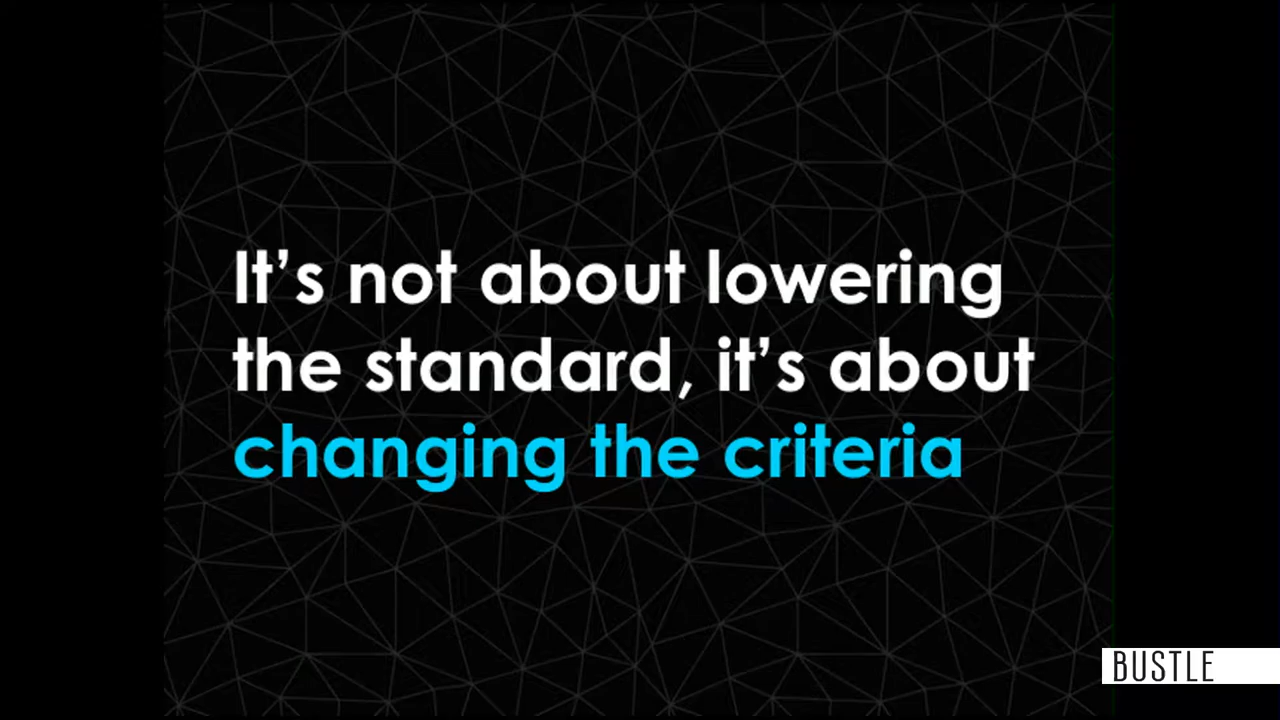 It’s not about lowering
the standard, it’s about
changing the criteria
BUSTLE